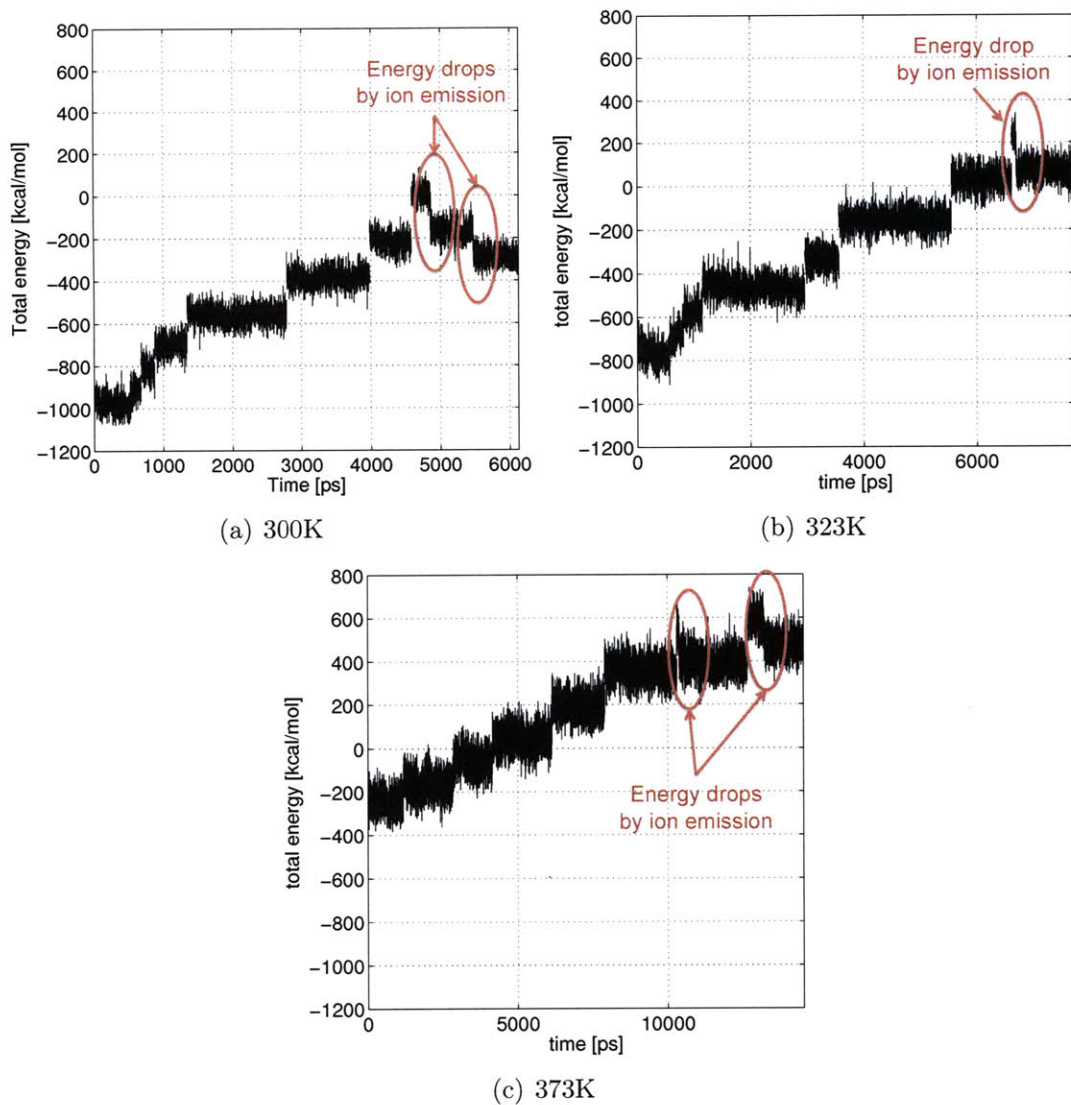 800
600
400
200
0
−200
−400
−600
−800
−1000
−1200
Total energy [kcal/mol]
Energy drops
by ion emission
0 1000 2000 3000 4000 5000 6000
Time [ps]
(a) 300K
800
600
400
200
0
−200
−400
−600
−800
−1000
−1200
total energy [kcal/mol]
Energy drop
by ion emission
0 2000 4000 6000
time [ps]
(b) 323K
800
600
400
200
0
−200
−400
−600
−800
−1000
−1200
total energy [kcal/mol]
Energy drops
by ion emission
0 5000 10000
time [ps]
(c) 373K